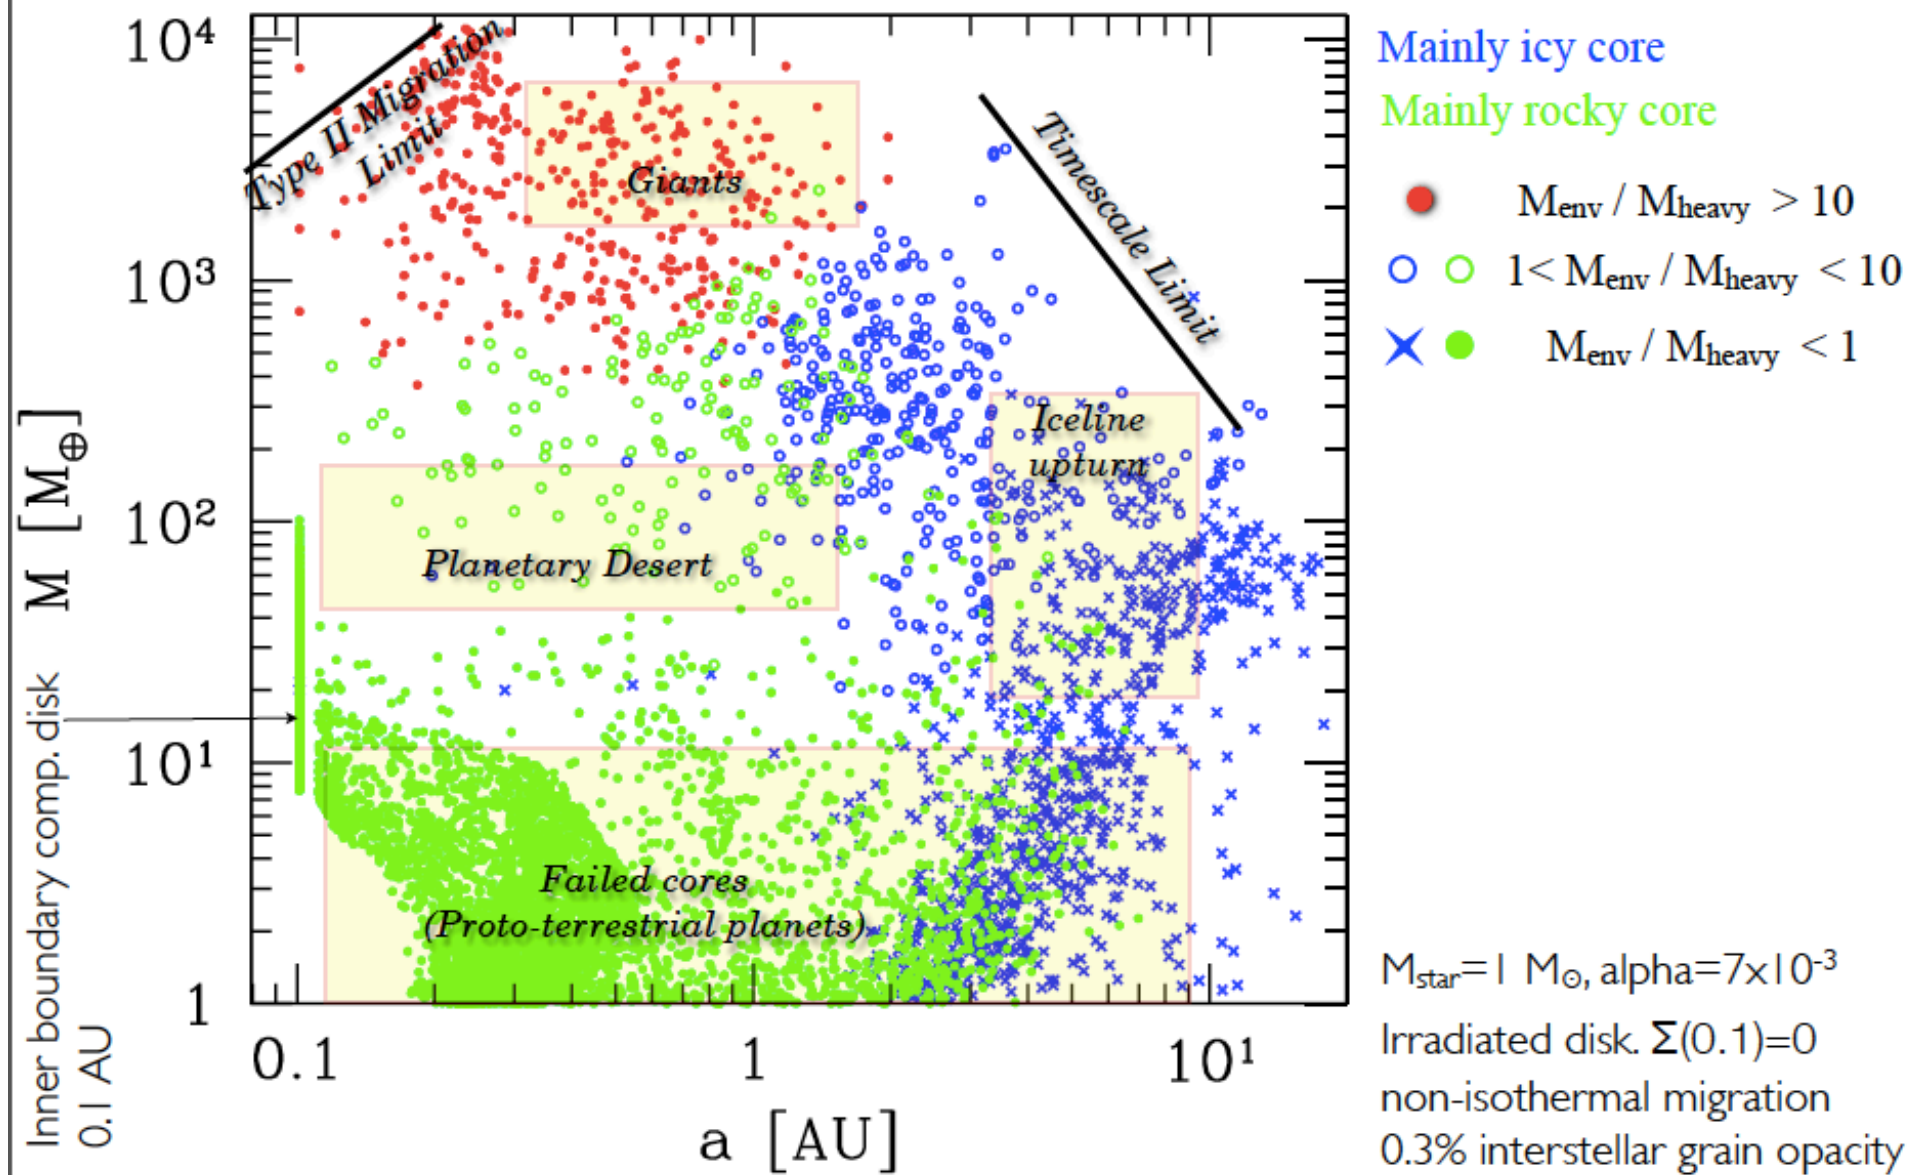 10⁴
10³
10²
10¹
1
0.1
1
10¹
a [AU]
M [M⊕]
Inner boundary comp. disk
0.1 AU
Type II Migration
Limit
Giants
Timescale Limit
Iceline
upturn
Planetary Desert
Failed cores
(Proto-terrestrial planets)
Mainly icy core
Mainly rocky core
Menv / Mheavy > 10
1< Menv / Mheavy < 10
Menv / Mheavy < 1
Mstar=1 M⊙, alpha=7x10⁻³
Irradiated disk. Σ(0.1)=0
non-isothermal migration
0.3% interstellar grain opacity